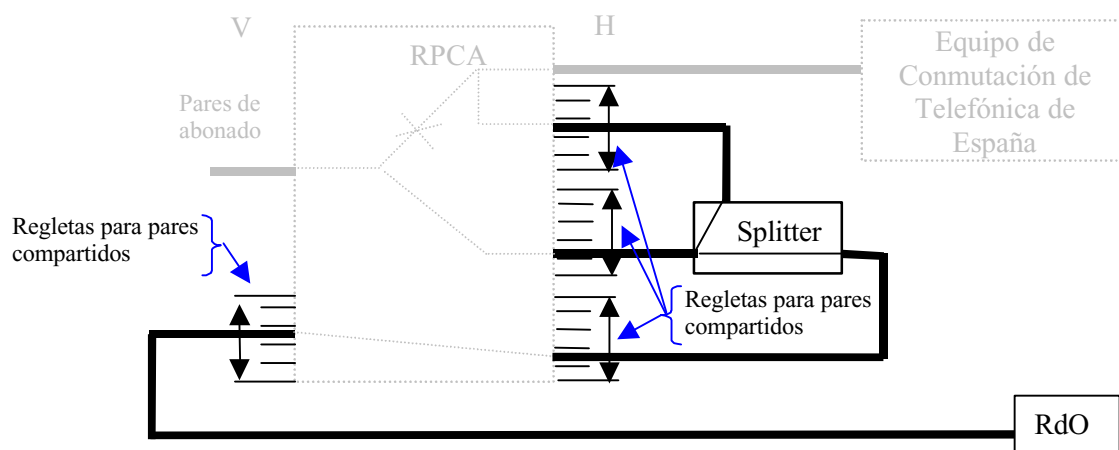 V
H
RPCA
Equipo de
Conmutación de
Telefónica de
España
Pares de
abonado
Regletas para pares
compartidos
Splitter
Regletas para pares
compartidos
RdO